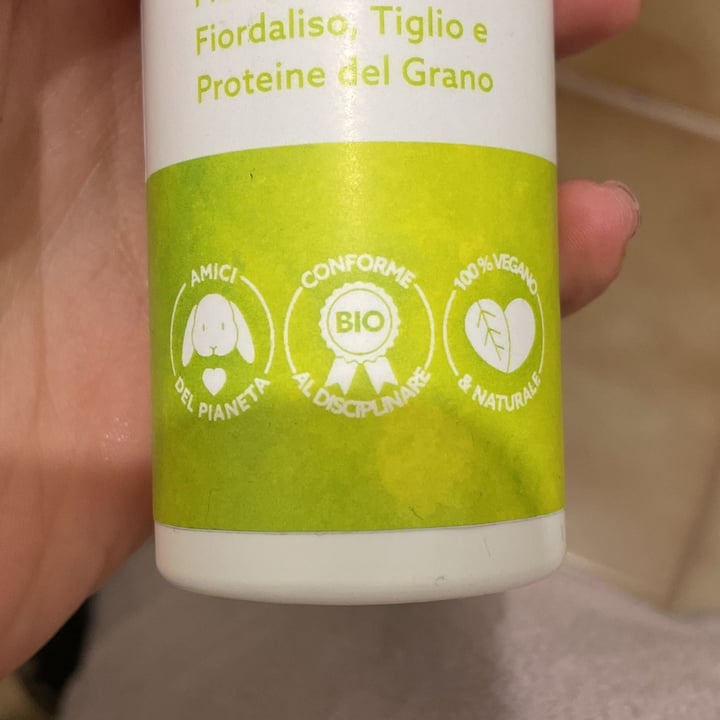 Fiordaliso, Tiglio e
Proteine del Grano
AMICI
DEL PIANETA
CONFORME
BIO
AL DISCIPLINARE
100% VEGANO
& NATURALE